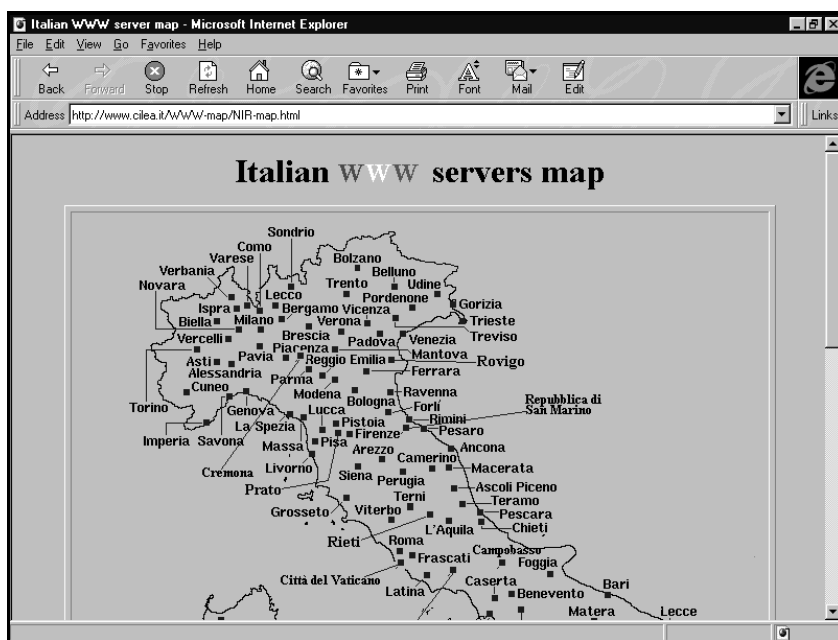 Italian WWW server map - Microsoft Internet Explorer
File Edit View Go Favorites Help
Back Forward Stop Refresh Home Search Favorites Print Font Mail Edit
Address http://www.cilea.it/WWW-map/NIR-map.html Links
Italian WWW servers map
Sondrio
Como
Varese
Verbania
Novara
Bolzano
Belluno
Trento
Udine
Lecco
Pordenone
Gorizia
Ispra
Bergamo
Vicenza
Biella
Milano
Verona
Trieste
Treviso
Vercelli
Brescia
Padova
Venezia
Piacenza
Mantova
Asti
Pavia
Reggio Emilia
Rovigo
Alessandria
Ferrara
Cuneo
Parma
Modena
Ravenna
Torino
Genova
Lucca
Bologna
Forlí
Repubblica di
San Marino
La Spezia
Pistoia
Rimini
Imperia
Savona
Massa
Pisa
Firenze
Pesaro
Arezzo
Ancona
Cremona
Livorno
Camerino
Macerata
Siena
Perugia
Prato
Ascoli Piceno
Terni
Teramo
Grosseto
Viterbo
Pescara
L'Aquila
Chieti
Rieti
Roma
Campobasso
Frascati
Foggia
Città del Vaticano
Caserta
Bari
Latina
Benevento
Matera
Lecce